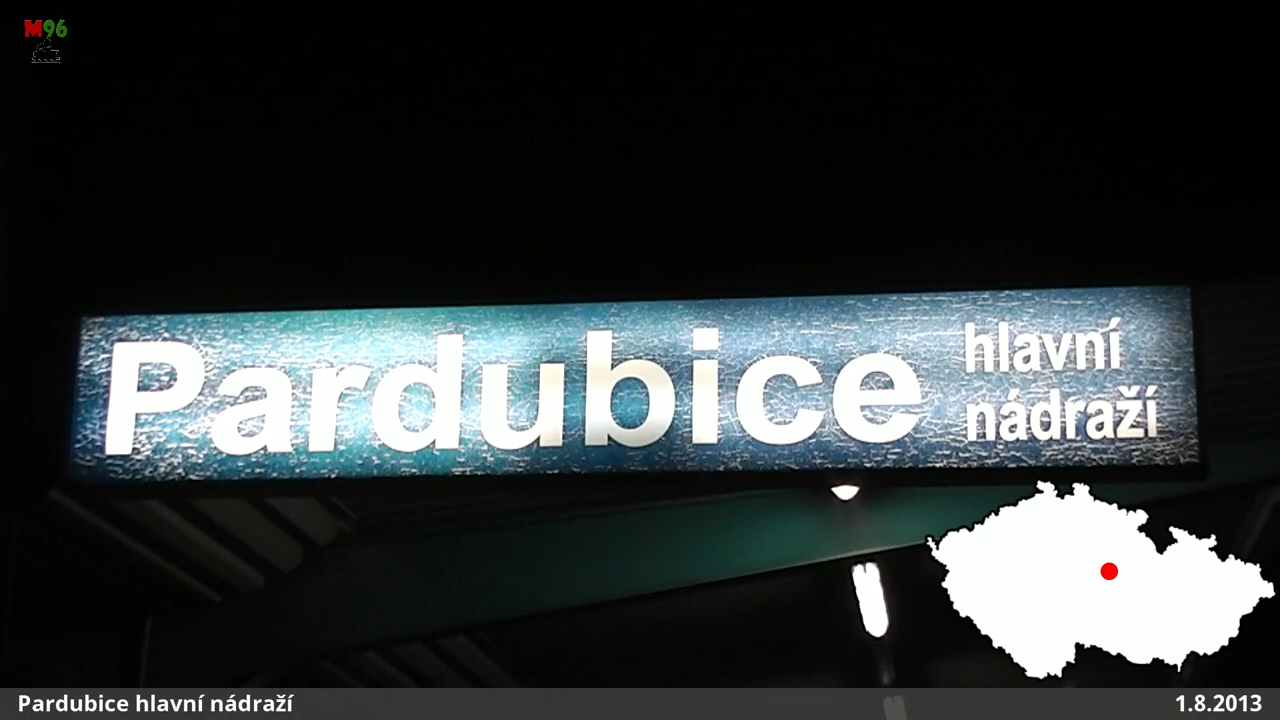 M96
Pardubice
hlavní
nádraží
Pardubice hlavní nádraží
1.8.2013